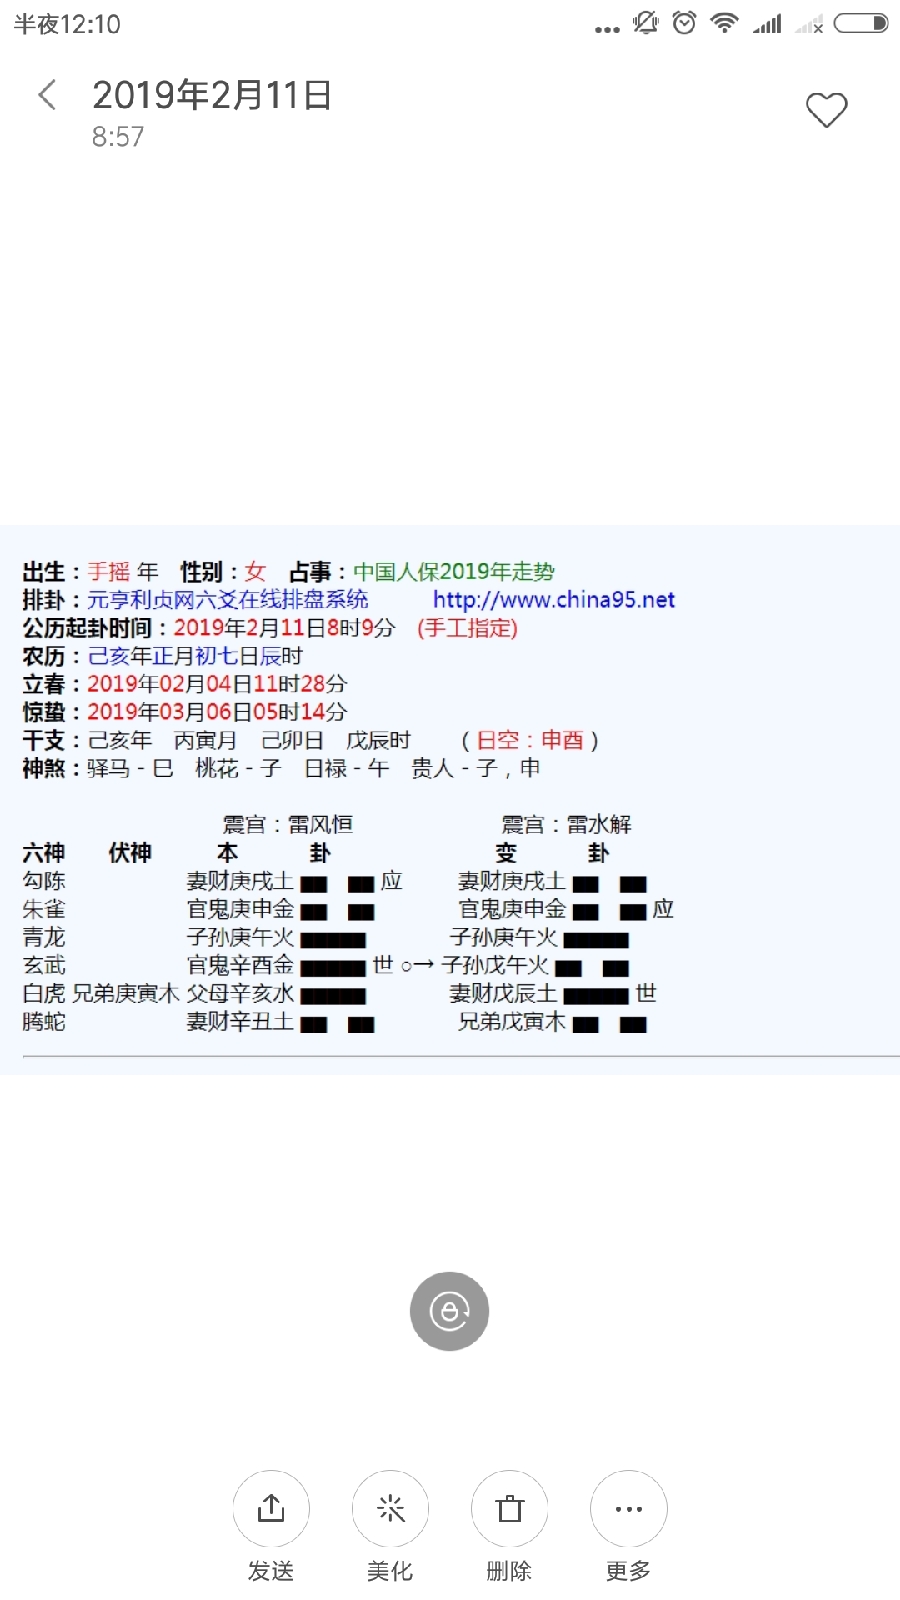 半夜12:10
2019年2月11日
8:57
出生：手摇 年 性别：女 占事：中国人保2019年走势
排卦：元亨利贞网六爻在线排盘系统 http://www.china95.net
公历起卦时间：2019年2月11日8时9分 (手工指定)
农历：己亥年正月初七日辰时
立春：2019年02月04日11时28分
惊蛰：2019年03月06日05时14分
干支：己亥年 丙寅月 己卯日 戊辰时 （日空：申酉）
神煞：驿马－巳 桃花－子 日禄－午 贵人－子，申
震宫：雷风恒 震宫：雷水解
六神 伏神 本 卦 变 卦
勾陈 妻财庚戌土 应 妻财庚戌土
朱雀 官鬼庚申金 官鬼庚申金 应
青龙 子孙庚午火 子孙庚午火
玄武 官鬼辛酉金 世 ○→ 子孙戊午火
白虎 兄弟庚寅木 父母辛亥水 妻财戊辰土 世
腾蛇 妻财辛丑土 兄弟戊寅木
发送 美化 删除 更多